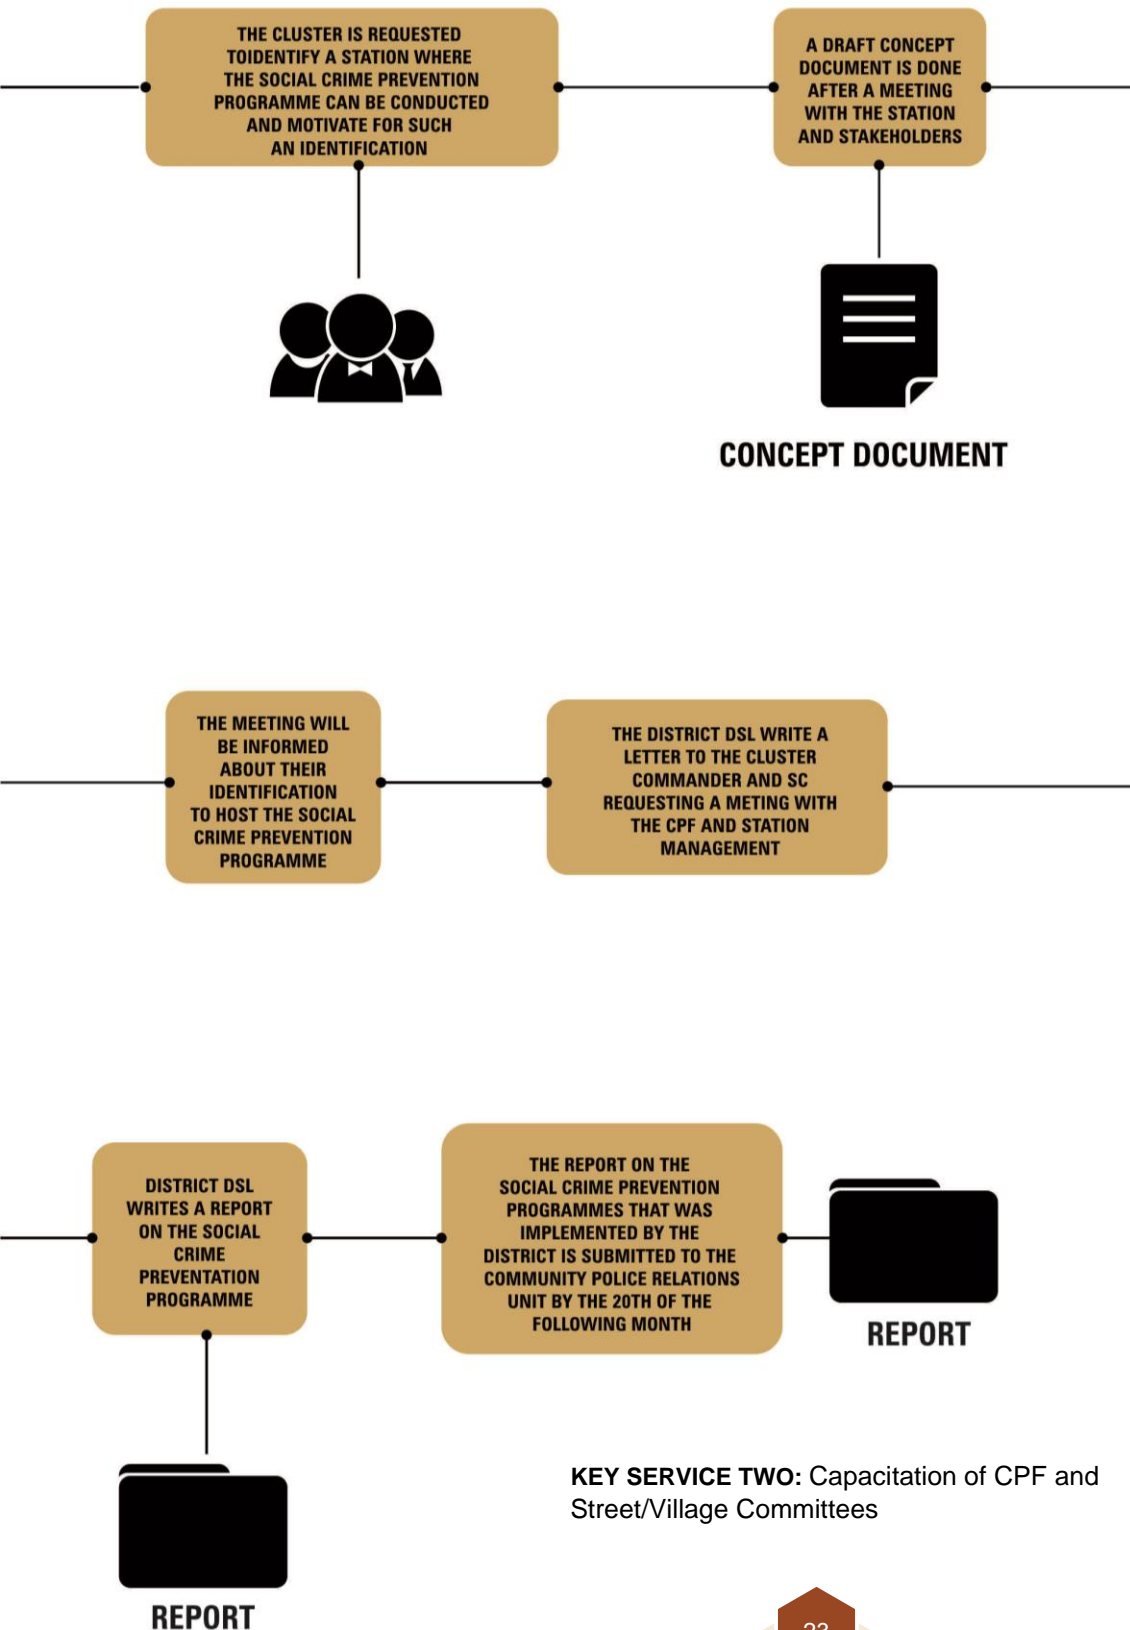 THE CLUSTER IS REQUESTED
TOIDENTIFY A STATION WHERE
THE SOCIAL CRIME PREVENTION
PROGRAMME CAN BE CONDUCTED
AND MOTIVATE FOR SUCH
AN IDENTIFICATION
A DRAFT CONCEPT
DOCUMENT IS DONE
AFTER A MEETING
WITH THE STATION
AND STAKEHOLDERS
CONCEPT DOCUMENT
THE MEETING WILL
BE INFORMED
ABOUT THEIR
IDENTIFICATION
TO HOST THE SOCIAL
CRIME PREVENTION
PROGRAMME
THE DISTRICT DSL WRITE A
LETTER TO THE CLUSTER
COMMANDER AND SC
REQUESTING A METING WITH
THE CPF AND STATION
MANAGEMENT
DISTRICT DSL
WRITES A REPORT
ON THE SOCIAL
CRIME
PREVENTATION
PROGRAMME
THE REPORT ON THE
SOCIAL CRIME PREVENTION
PROGRAMMES THAT WAS
IMPLEMENTED BY THE
DISTRICT IS SUBMITTED TO THE
COMMUNITY POLICE RELATIONS
UNIT BY THE 20TH OF THE
FOLLOWING MONTH
REPORT
REPORT
KEY SERVICE TWO: Capacitation of CPF and
Street/Village Committees
23